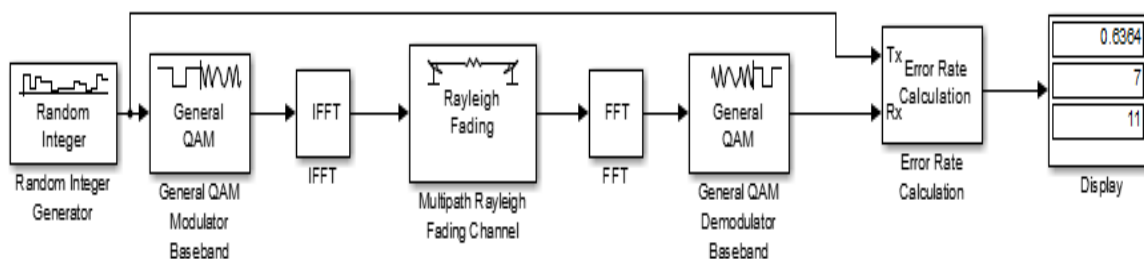 Random
Integer
Random Integer
Generator
General
QAM
General QAM
Modulator
Baseband
IFFT
IFFT
Rayleigh
Fading
Multipath Rayleigh
Fading Channel
FFT
FFT
General
QAM
General QAM
Demodulator
Baseband
Tx
Rx
Error Rate
Calculation
Error Rate
Calculation
0.6364
7
11
Display